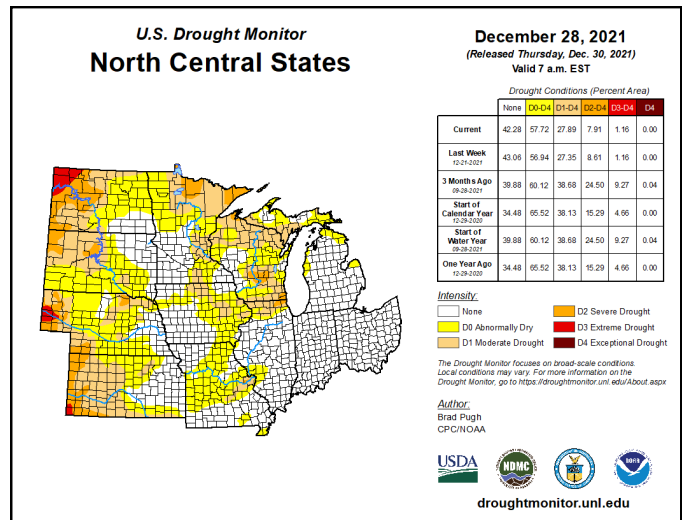 U.S. Drought Monitor
North Central States
December 28, 2021
(Released Thursday, Dec. 30, 2021)
Valid 7 a.m. EST
Drought Conditions (Percent Area)
None D0-D4 D1-D4 D2-D4 D3-D4 D4
Current 42.28 57.72 27.89 7.91 1.16 0.00
Last Week
12-21-2021 43.06 56.94 27.35 8.61 1.16 0.00
3 Months Ago
09-28-2021 39.88 60.12 38.68 24.50 9.27 0.04
Start of
Calendar Year
12-29-2020 34.48 65.52 38.13 15.29 4.66 0.00
Start of
Water Year
09-28-2021 39.88 60.12 38.68 24.50 9.27 0.04
One Year Ago
12-29-2020 34.48 65.52 38.13 15.29 4.66 0.00
Intensity:
None
D0 Abnormally Dry
D1 Moderate Drought
D2 Severe Drought
D3 Extreme Drought
D4 Exceptional Drought
The Drought Monitor focuses on broad-scale conditions.
Local conditions may vary. For more information on the
Drought Monitor, go to https://droughtmonitor.unl.edu/About.aspx
Author:
Brad Pugh
CPC/NOAA
USDA
NDMC
NOAA
droughtmonitor.unl.edu